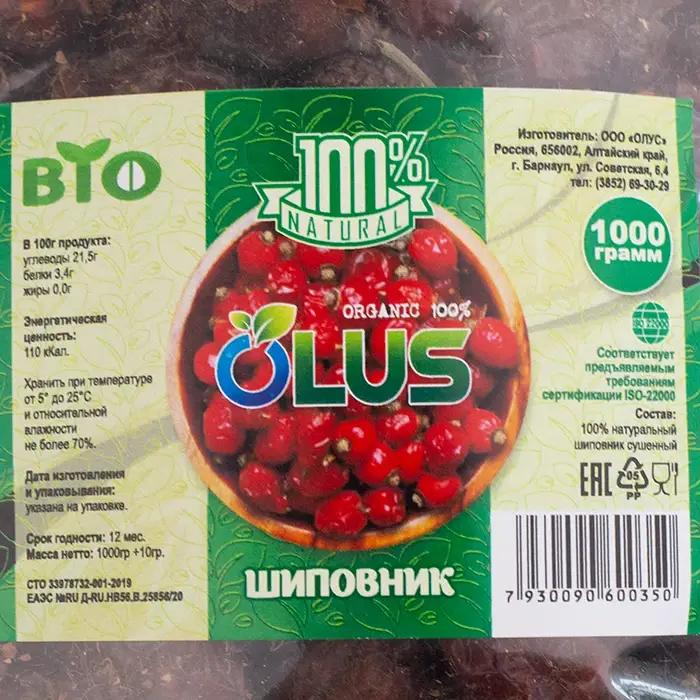 BYO
В 100г продукта:
углеводы 21,5г
белки 3,4г
жиры 0,0г
Энергетическая
ценность:
110 кКал.
Хранить при температуре
от 5° до 25°С
и относительной
влажности
не более 70%.
Дата изготовления
и упаковывания:
указана на упаковке.
Срок годности: 12 мес.
Масса нетто: 1000гр +10гр.
СТО 33978732-001-2019
ЕАЭС №RU Д-RU.НВ56.В.25856/20
100%
NATURAL
ORGANIC 100%
OLUS
ШИПОВНИК
Изготовитель: ООО «ОЛУС»
Россия, 656002, Алтайский край,
г. Барнаул, ул. Советская, 6,4
тел: (3852) 69-30-29
1000
грамм
ISO 22000
Соответствует
предъявляемым
требованиям
сертификации ISO-22000
Состав:
100% натуральный
шиповник сушенный
EAC
05
PP
7 930090 600350